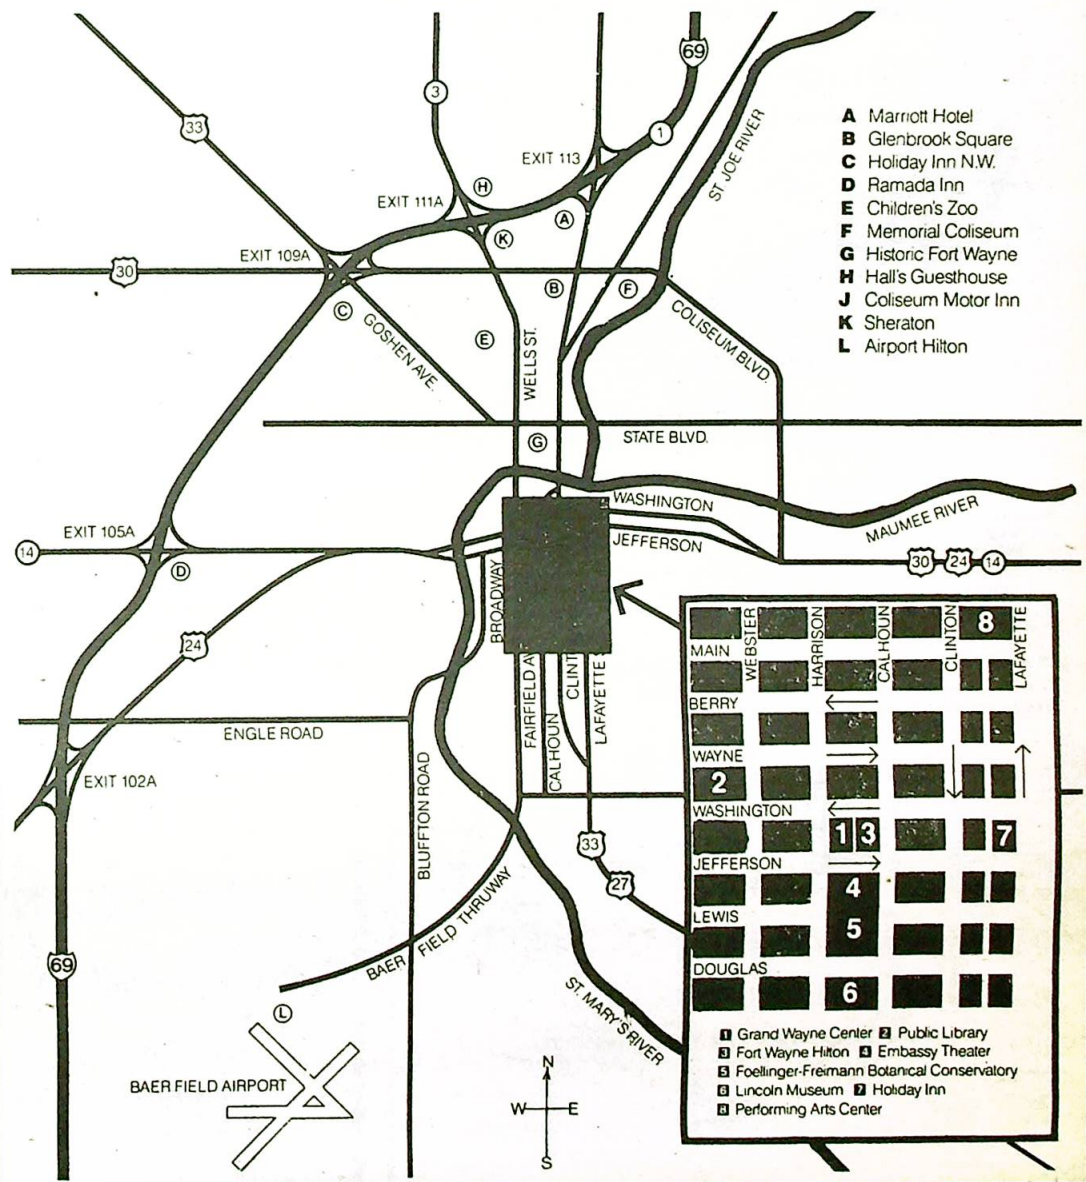 69
3
33
1
EXIT 113
ST. JOE RIVER
A Marriott Hotel
B Glenbrook Square
C Holiday Inn N.W.
D Ramada Inn
E Children's Zoo
F Memorial Coliseum
G Historic Fort Wayne
H Hall's Guesthouse
J Coliseum Motor Inn
K Sheraton
L Airport Hilton
H
EXIT 111A
A
K
EXIT 109A
30
B
F
C
GOSHEN AVE.
E
WELLS ST.
COLISEUM BLVD.
STATE BLVD.
G
WASHINGTON
MAUMEE RIVER
EXIT 105A
JEFFERSON
14
D
30 24 14
BROADWAY
24
FAIRFIELD AV
CALHOUN
CLINT
LAFAYETTE
ENGLE ROAD
EXIT 102A
BLUFFTON ROAD
33
27
BAER FIELD THRUWAY
69
ST. MARY'S RIVER
L
BAER FIELD AIRPORT
N
W E
S
WEBSTER
HARRISON
CALHOUN
CLINTON
LAFAYETTE
8
MAIN
BERRY
WAYNE
2
WASHINGTON
1 3
7
JEFFERSON
4
LEWIS
5
DOUGLAS
6
1 Grand Wayne Center 2 Public Library
3 Fort Wayne Hilton 4 Embassy Theater
5 Foellinger-Freimann Botanical Conservatory
6 Lincoln Museum 7 Holiday Inn
8 Performing Arts Center